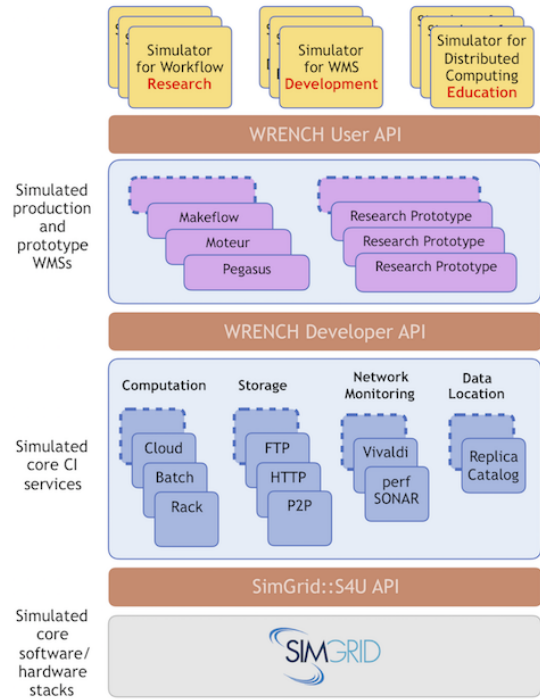 Simulator
for Workflow
Research
Simulator
for WMS
Development
Simulator for
Distributed
Computing
Education
WRENCH User API
Simulated
production
and
prototype
WMSs
Makeflow
Moteur
Pegasus
Research Prototype
Research Prototype
Research Prototype
WRENCH Developer API
Simulated
core CI
services
Computation
Cloud
Batch
Rack
Storage
FTP
HTTP
P2P
Network
Monitoring
Vivaldi
perf
SONAR
Data
Location
Replica
Catalog
SimGrid::S4U API
Simulated
core
software/
hardware
stacks
SIMGRID